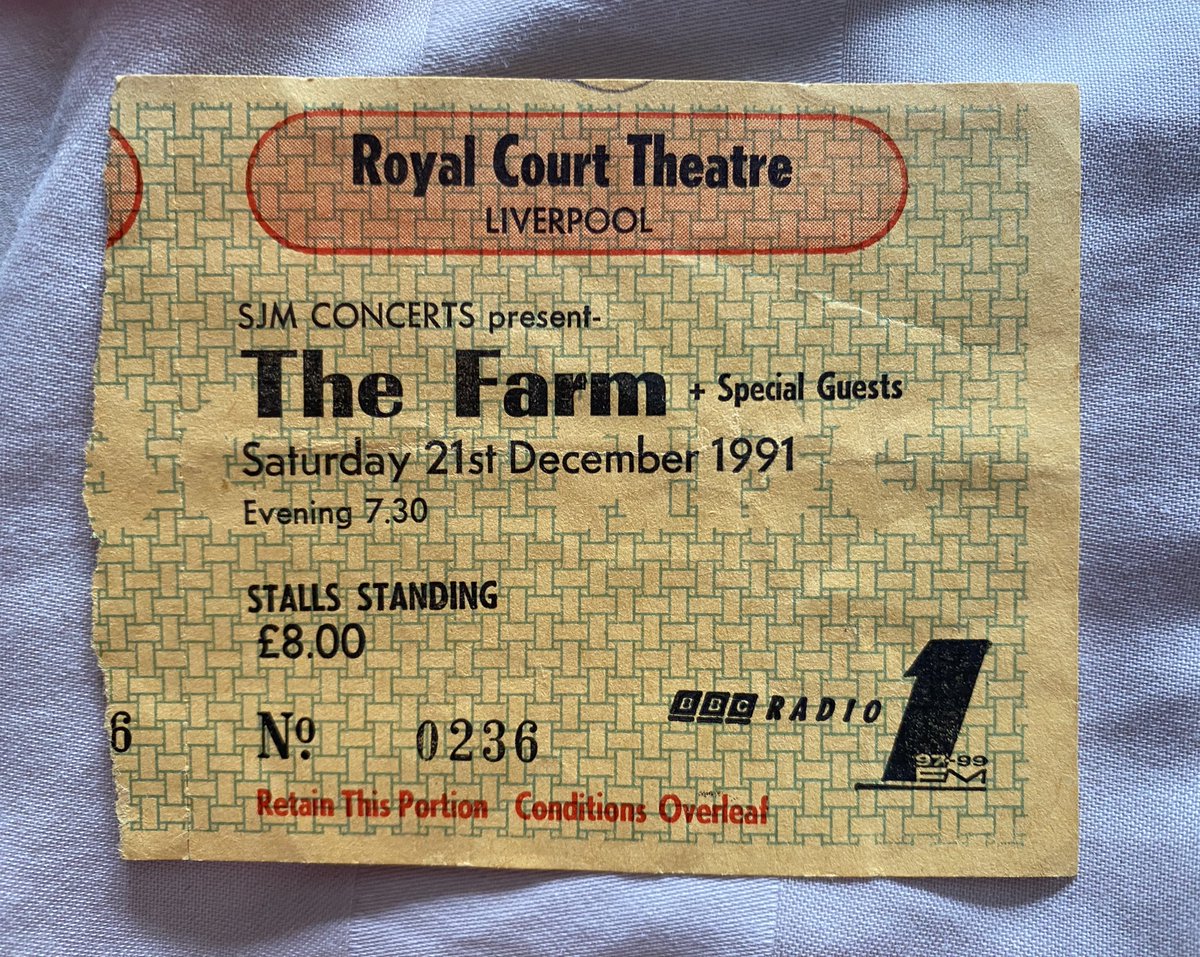 Royal Court Theatre
LIVERPOOL
SJM CONCERTS present-
The Farm + Special Guests
Saturday 21st December 1991
Evening 7.30
STALLS STANDING
£8.00
6
Nº 0236
BBC RADIO 1
97-99
FM
Retain This Portion Conditions Overleaf